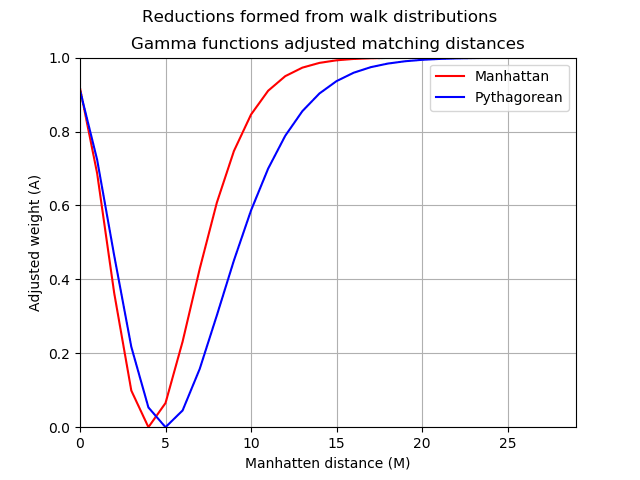 Reductions formed from walk distributions
Gamma functions adjusted matching distances
Manhattan
Pythagorean
Adjusted weight (A)
1.0
0.8
0.6
0.4
0.2
0.0
0 5 10 15 20 25
Manhatten distance (M)